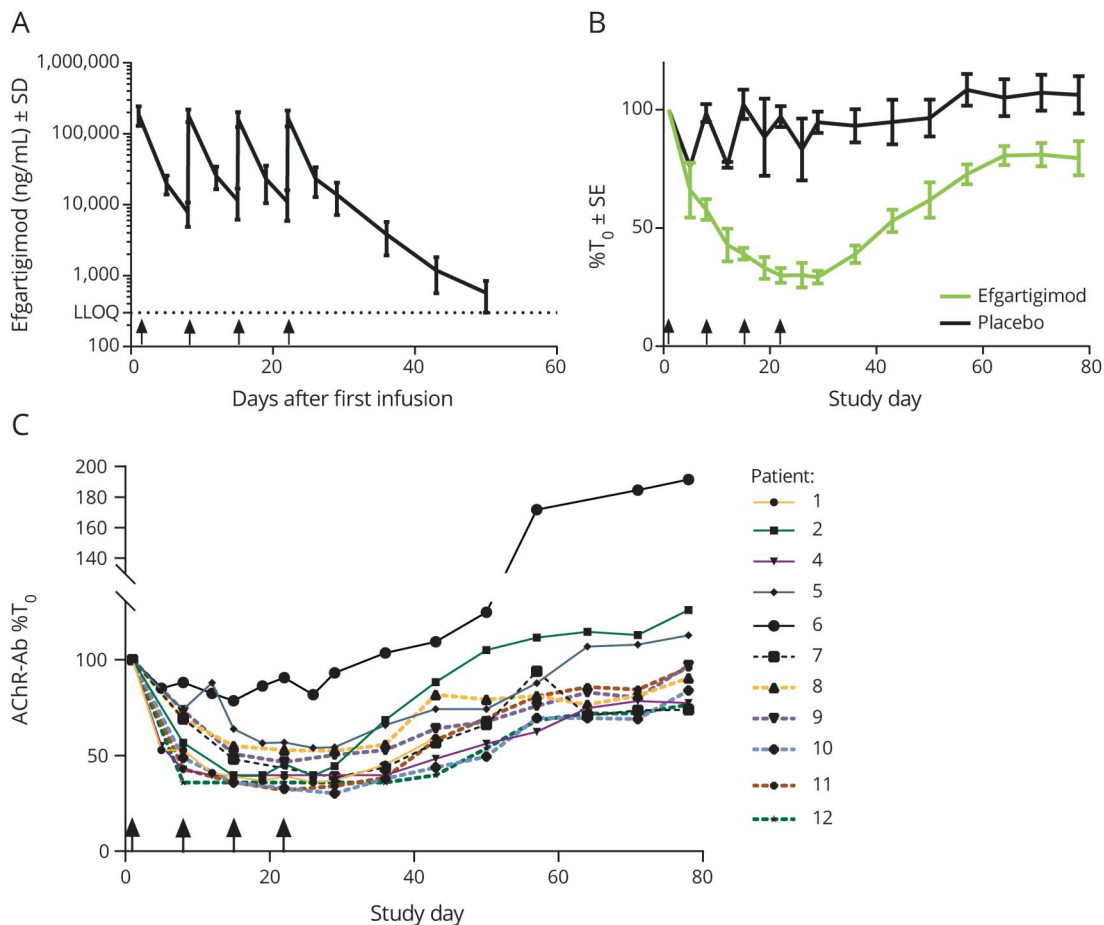 A
Efgartigimod (ng/mL) ± SD
1,000,000
100,000
10,000
1,000
LLOQ
100
0 20 40 60
Days after first infusion
B
%T₀ ± SE
100
50
0
Efgartigimod
Placebo
0 20 40 60 80
Study day
C
AChR-Ab %T₀
200
180
160
140
100
50
0
0 20 40 60 80
Study day
Patient:
1
2
4
5
6
7
8
9
10
11
12